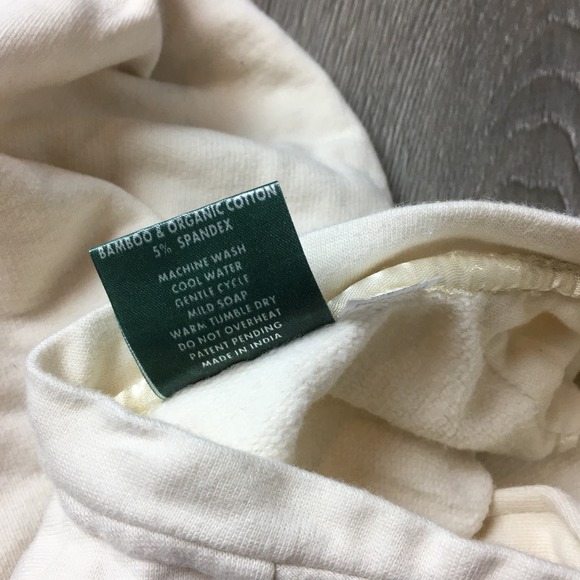 BAMBOO & ORGANIC COTTON
5% SPANDEX
MACHINE WASH
COOL WATER
GENTLE CYCLE
MILD SOAP
WARM TUMBLE DRY
DO NOT OVERHEAT
PATENT PENDING
MADE IN INDIA